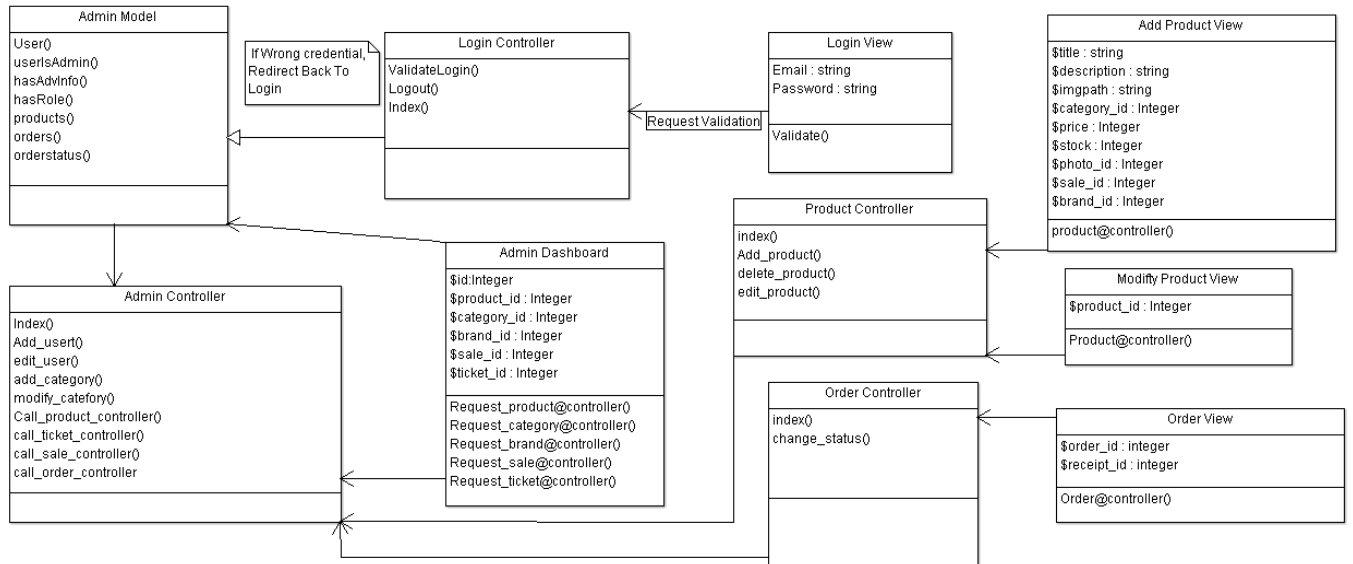 Admin Model
User()
userIsAdmin()
hasAdvInfo()
hasRole()
products()
orders()
orderstatus()
If Wrong credential,
Redirect Back To
Login
Login Controller
ValidateLogin()
Logout()
Index()
Request Validation
Login View
Email : string
Password : string
Validate()
Add Product View
$title : string
$description : string
$imgpath : string
$category_id : Integer
$price : Integer
$stock : Integer
$photo_id : Integer
$sale_id : Integer
$brand_id : Integer
product@controller()
Product Controller
index()
Add_product()
delete_product()
edit_product()
Modifty Product View
$product_id : Integer
Product@controller()
Admin Dashboard
$id:Integer
$product_id : Integer
$category_id : Integer
$brand_id : Integer
$sale_id : Integer
$ticket_id : Integer
Request_product@controller()
Request_category@controller()
Request_brand@controller()
Request_sale@controller()
Request_ticket@controller()
Admin Controller
Index()
Add_usert()
edit_user()
add_category()
modify_catefory()
Call_product_controller()
call_ticket_controller()
call_sale_controller()
call_order_controller
Order Controller
index()
change_status()
Order View
$order_id : integer
$receipt_id : integer
Order@controller()